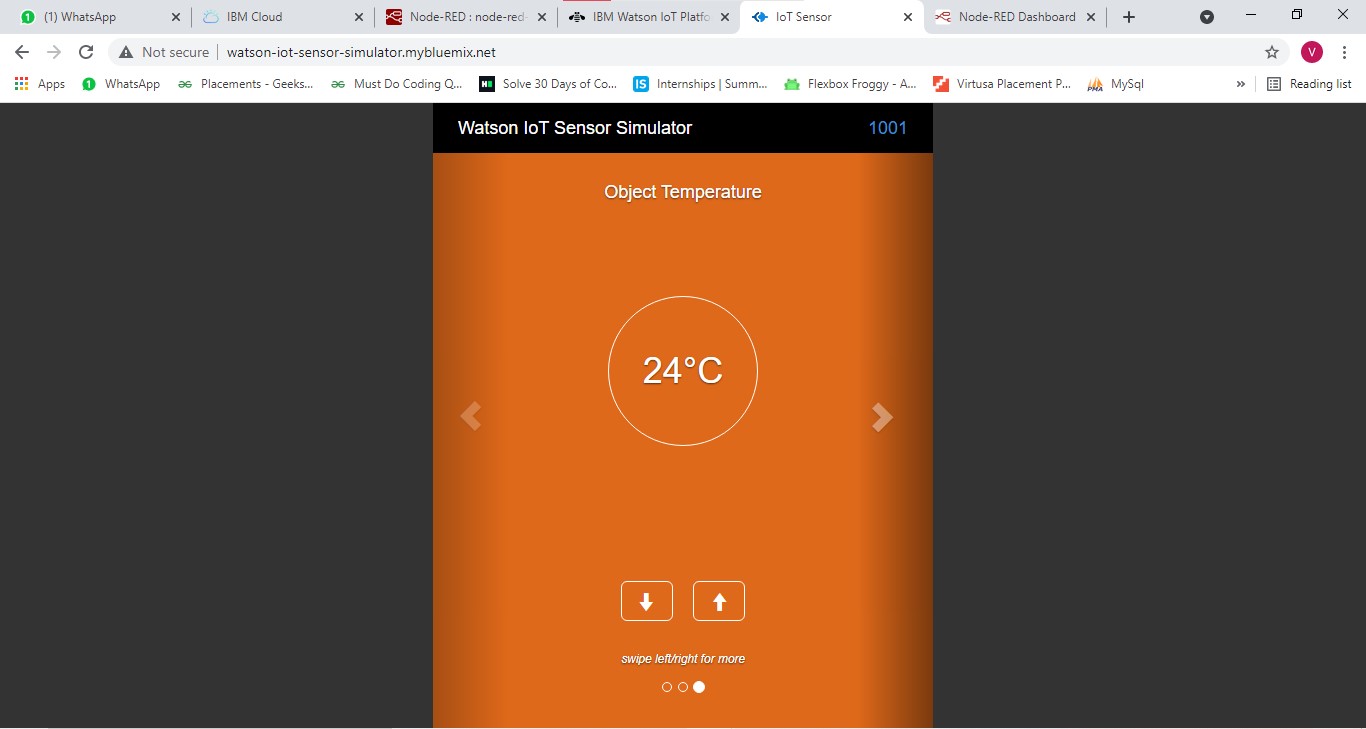 (1) WhatsApp
IBM Cloud
Node-RED : node-red-
IBM Watson IoT Platfo
IoT Sensor
Node-RED Dashboard
Not secure
watson-iot-sensor-simulator.mybluemix.net
V
Apps
WhatsApp
Placements - Geeks...
Must Do Coding Q...
Solve 30 Days of Co...
IS Internships | Summ...
Flexbox Froggy - A...
Virtusa Placement P...
PMA MySql
»
Reading list
Watson IoT Sensor Simulator
1001
Object Temperature
24°C
swipe left/right for more